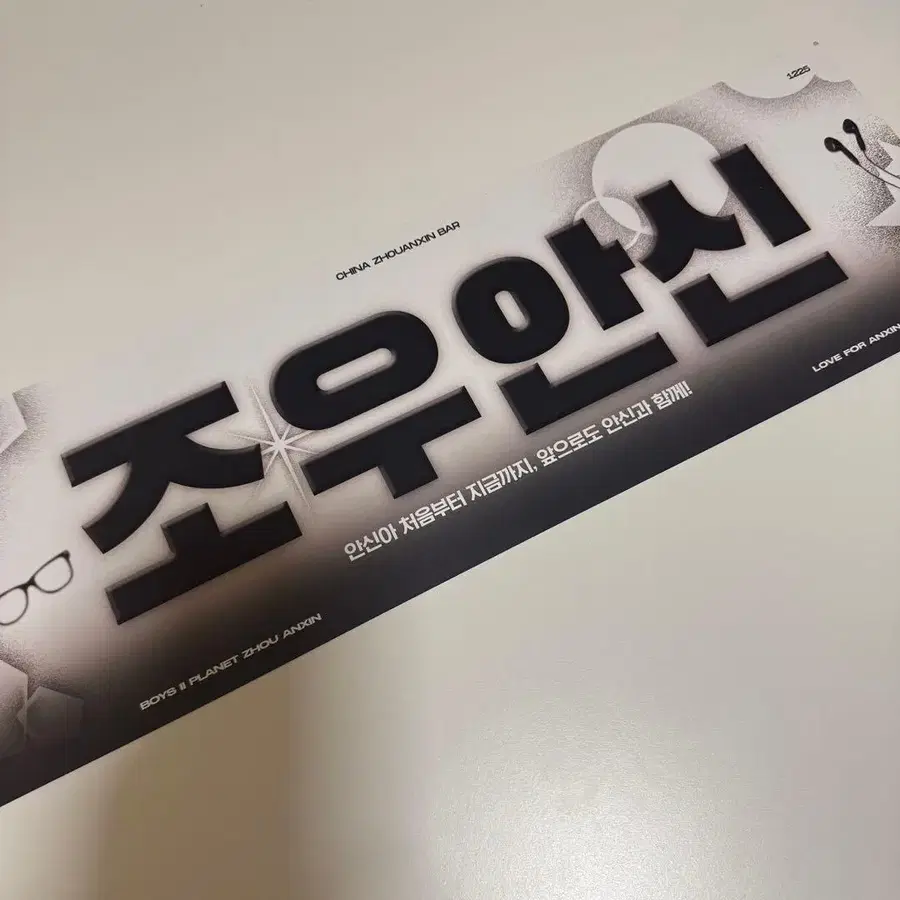 1225
CHINA ZHOUANXIN BAR
조우안신
LOVE FOR ANXIN
안신아 처음부터 지금까지, 앞으로도 안신과 함께!
BOYS II PLANET ZHOU ANXIN